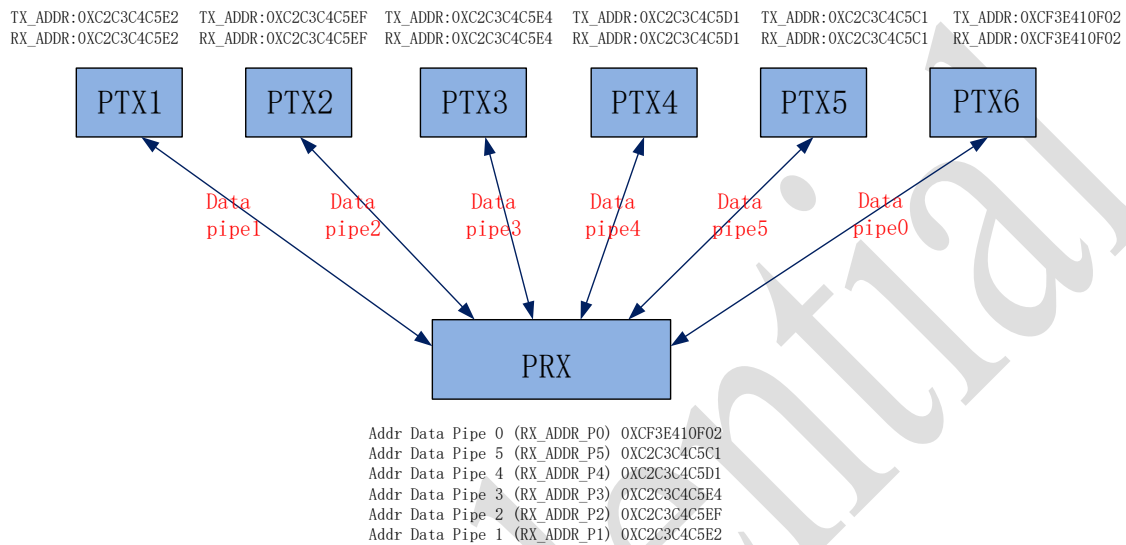 TX_ADDR:0XC2C3C4C5E2 TX_ADDR:0XC2C3C4C5EF TX_ADDR:0XC2C3C4C5E4 TX_ADDR:0XC2C3C4C5D1 TX_ADDR:0XC2C3C4C5C1 TX_ADDR:0XCF3E410F02
RX_ADDR:0XC2C3C4C5E2 RX_ADDR:0XC2C3C4C5EF RX_ADDR:0XC2C3C4C5E4 RX_ADDR:0XC2C3C4C5D1 RX_ADDR:0XC2C3C4C5C1 RX_ADDR:0XCF3E410F02
PTX1 PTX2 PTX3 PTX4 PTX5 PTX6
Data Data Data Data Data Data
pipe1 pipe2 pipe3 pipe4 pipe5 pipe0
PRX
Addr Data Pipe 0 (RX_ADDR_P0) 0XCF3E410F02
Addr Data Pipe 5 (RX_ADDR_P5) 0XC2C3C4C5C1
Addr Data Pipe 4 (RX_ADDR_P4) 0XC2C3C4C5D1
Addr Data Pipe 3 (RX_ADDR_P3) 0XC2C3C4C5E4
Addr Data Pipe 2 (RX_ADDR_P2) 0XC2C3C4C5EF
Addr Data Pipe 1 (RX_ADDR_P1) 0XC2C3C4C5E2
ential